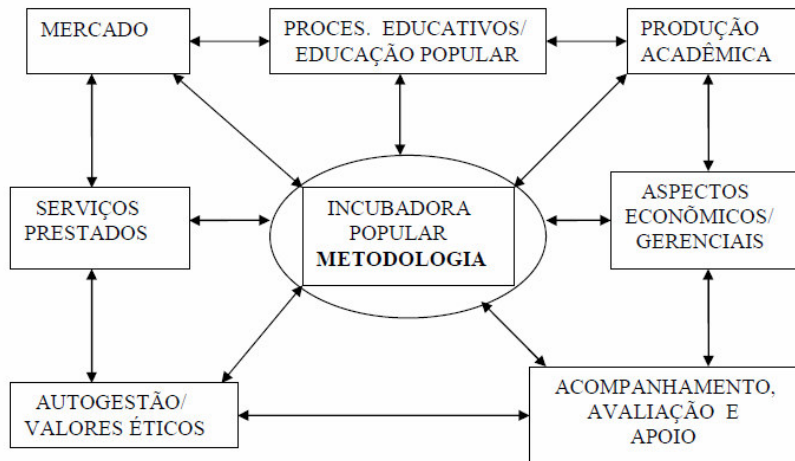 MERCADO
PROCES. EDUCATIVOS/
EDUCAÇÃO POPULAR
PRODUÇÃO
ACADÊMICA
SERVIÇOS
PRESTADOS
INCUBADORA
POPULAR
METODOLOGIA
ASPECTOS
ECONÕMICOS/
GERENCIAIS
AUTOGESTÃO/
VALORES ÉTICOS
ACOMPANHAMENTO,
AVALIAÇÃO E
APOIO